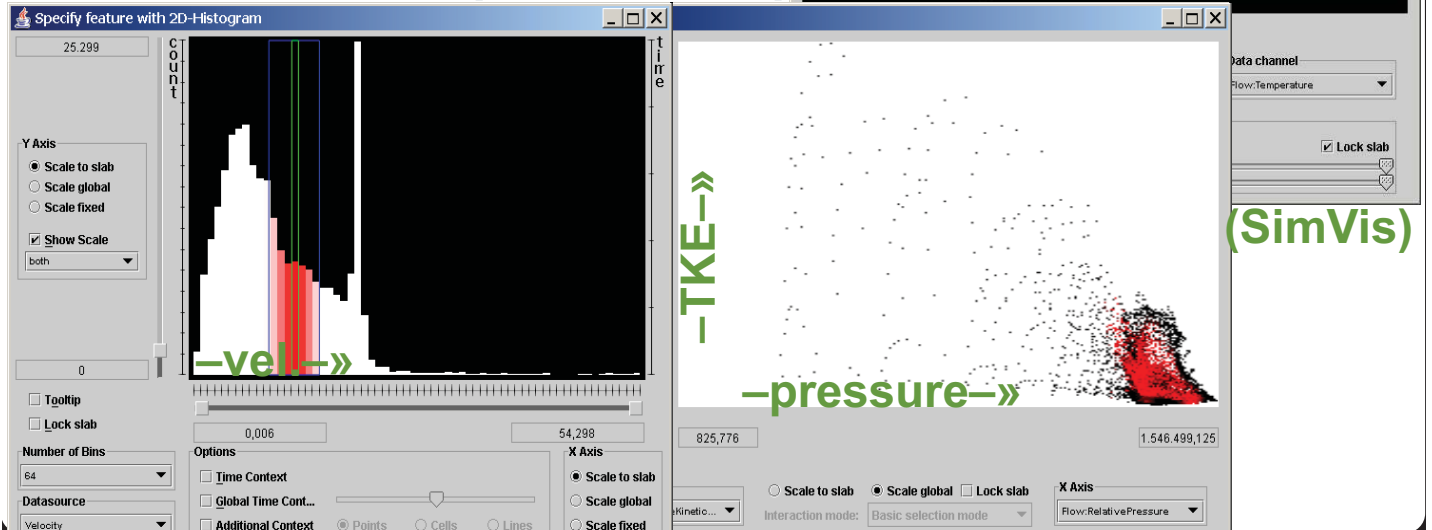 Specify feature with 2D-Histogram
25.299
count
time
Y Axis
Scale to slab
Scale global
Scale fixed
Show Scale
both
0
–vel.–»
Tooltip
Lock slab
0,006
54,298
Number of Bins
64
Datasource
Velocity
Options
Time Context
Global Time Cont...
Additional Context
Points
Cells
Lines
X Axis
Scale to slab
Scale global
Scale fixed
–TKE–»
–pressure–»
825,776
1.546.499,125
eKinetic...
Scale to slab
Scale global
Lock slab
Interaction mode:
Basic selection mode
X Axis
Flow:RelativePressure
Data channel
Flow:Temperature
Lock slab
(SimVis)